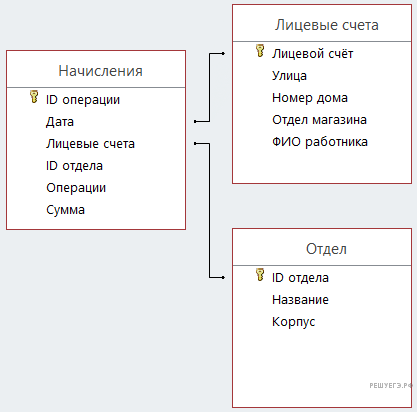 Начисления
ID операции
Дата
Лицевые счета
ID отдела
Операции
Сумма
Лицевые счета
Лицевой счёт
Улица
Номер дома
Отдел магазина
ФИО работника
Отдел
ID отдела
Название
Корпус
РЕШУЕГЭ.РФ